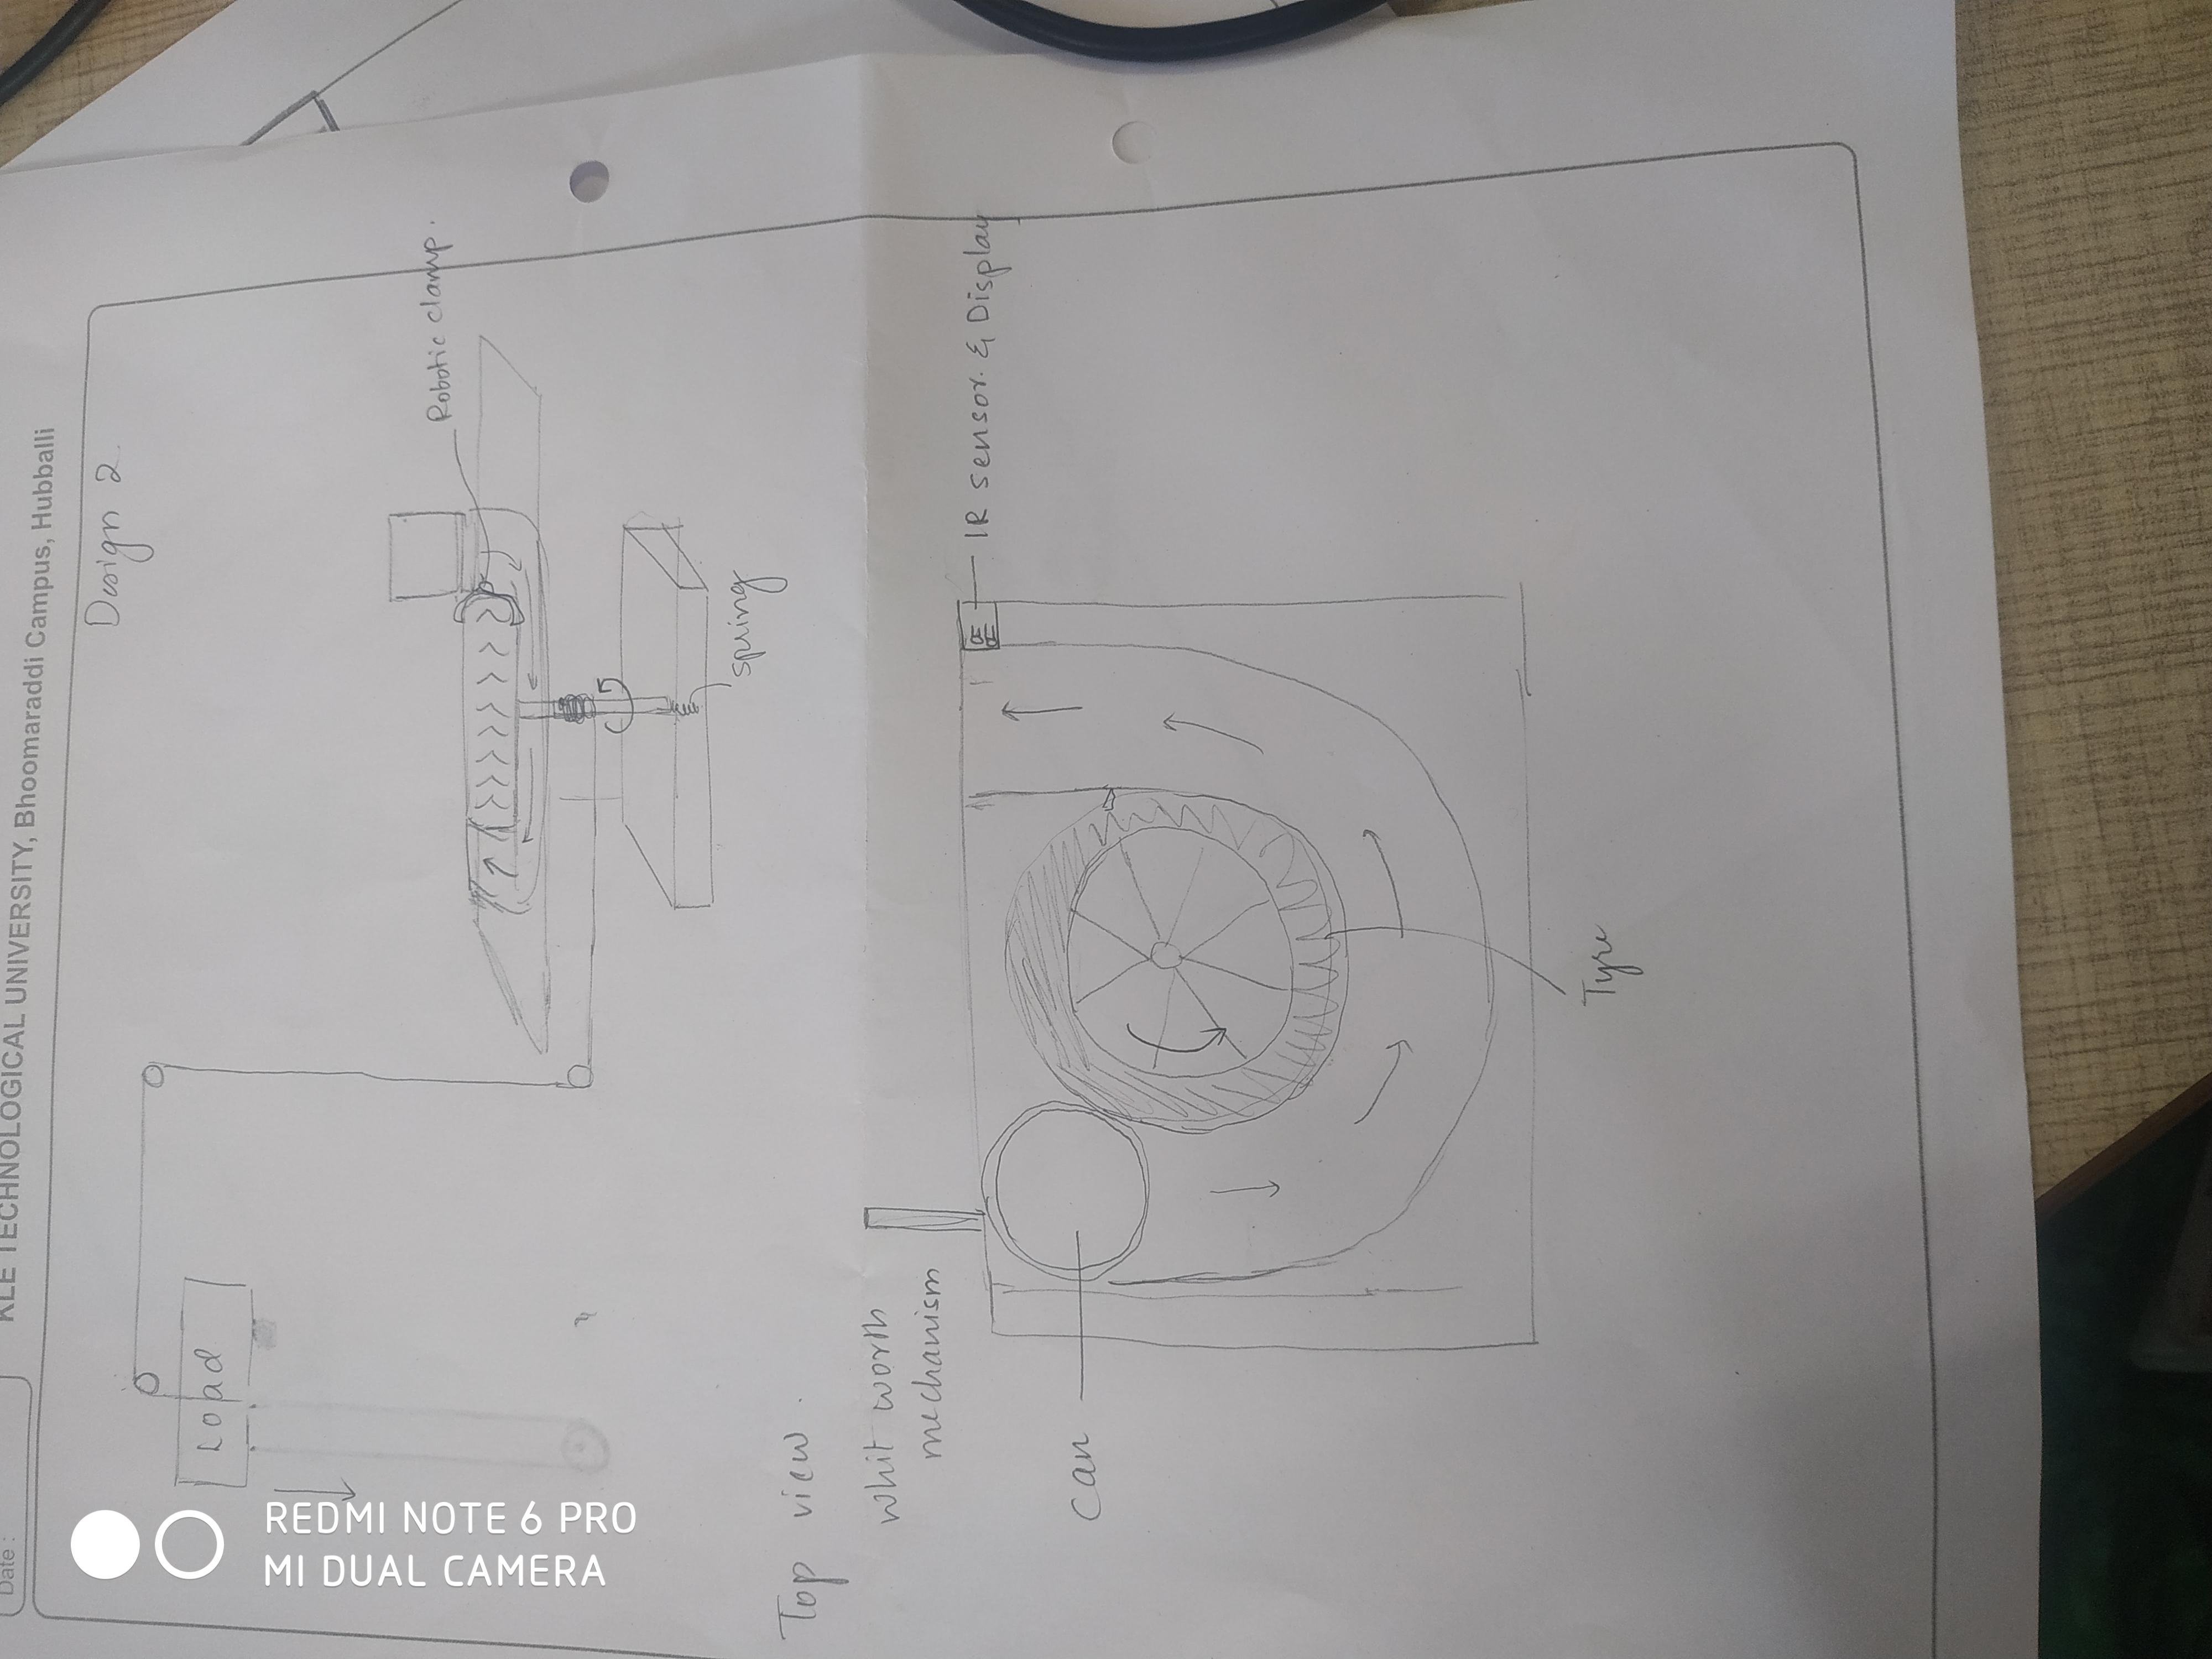 KLE TECHNOLOGICAL UNIVERSITY, Bhoomaraddi Campus, Hubballi
Date :
Design 2.
Robotic clamp.
Load
spring
Top view.
Whit worth
mechanism
IR sensor. & Display
Can
Tyre
REDMI NOTE 6 PRO
MI DUAL CAMERA